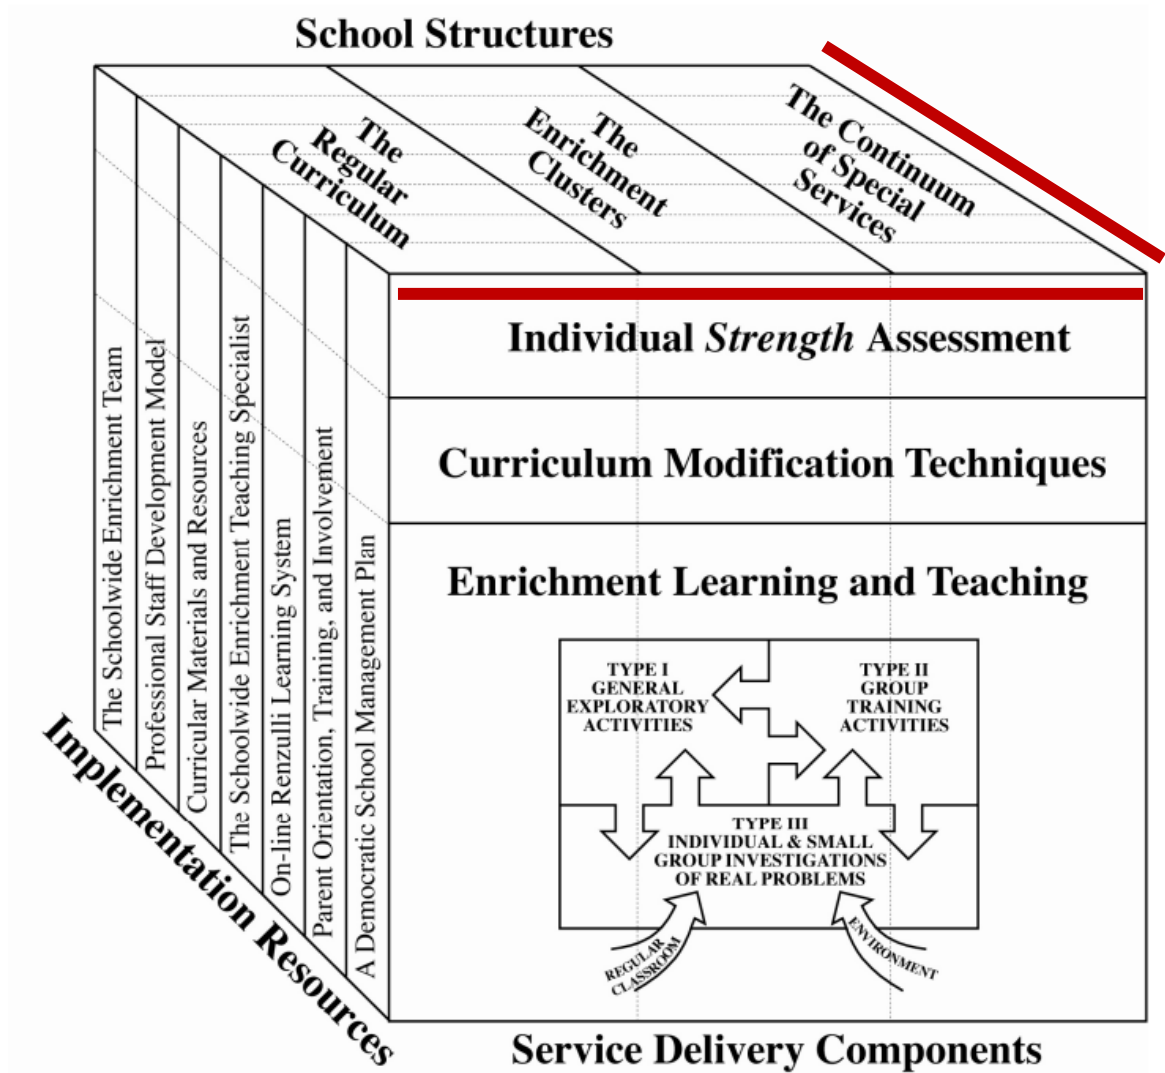 School Structures
The
Regular
Curriculum
The
Enrichment
Clusters
The Continuum
of Special
Services
Individual Strength Assessment
Curriculum Modification Techniques
Enrichment Learning and Teaching
TYPE I
GENERAL
EXPLORATORY
ACTIVITIES
TYPE II
GROUP
TRAINING
ACTIVITIES
TYPE III
INDIVIDUAL & SMALL
GROUP INVESTIGATIONS
OF REAL PROBLEMS
REGULAR
CLASSROOM
ENVIRONMENT
The Schoolwide Enrichment Team
Professional Staff Development Model
Curricular Materials and Resources
The Schoolwide Enrichment Teaching Specialist
On-line Renzulli Learning System
Parent Orientation, Training, and Involvement
A Democratic School Management Plan
Implementation Resources
Service Delivery Components